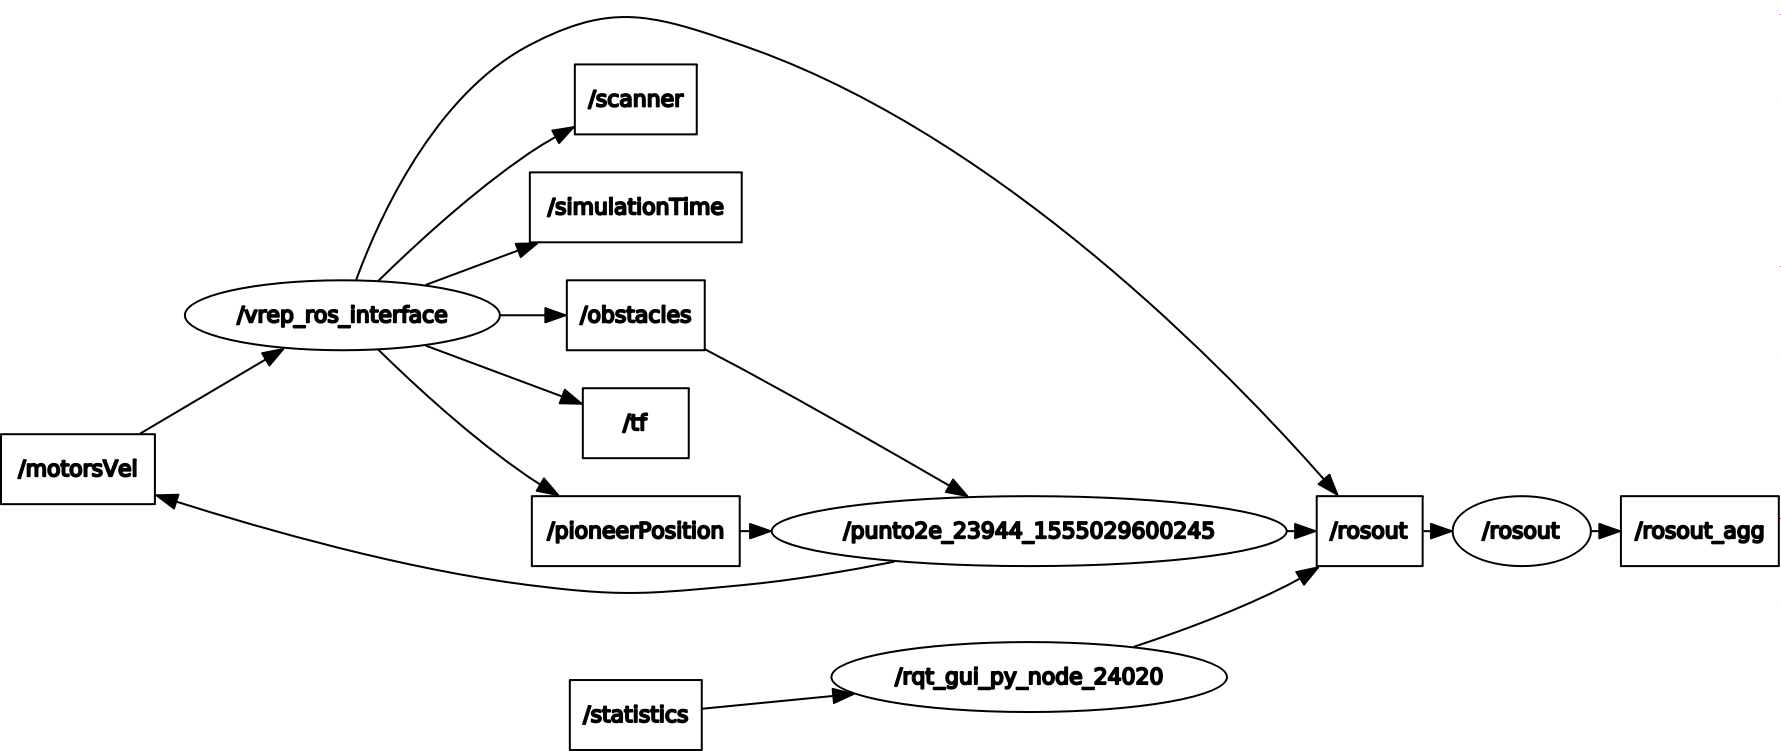 /scanner
/simulationTime
/vrep_ros_interface
/obstacles
/tf
/motorsVel
/pioneerPosition
/punto2e_23944_1555029600245
/rosout
/rosout
/rosout_agg
/rqt_gui_py_node_24020
/statistics